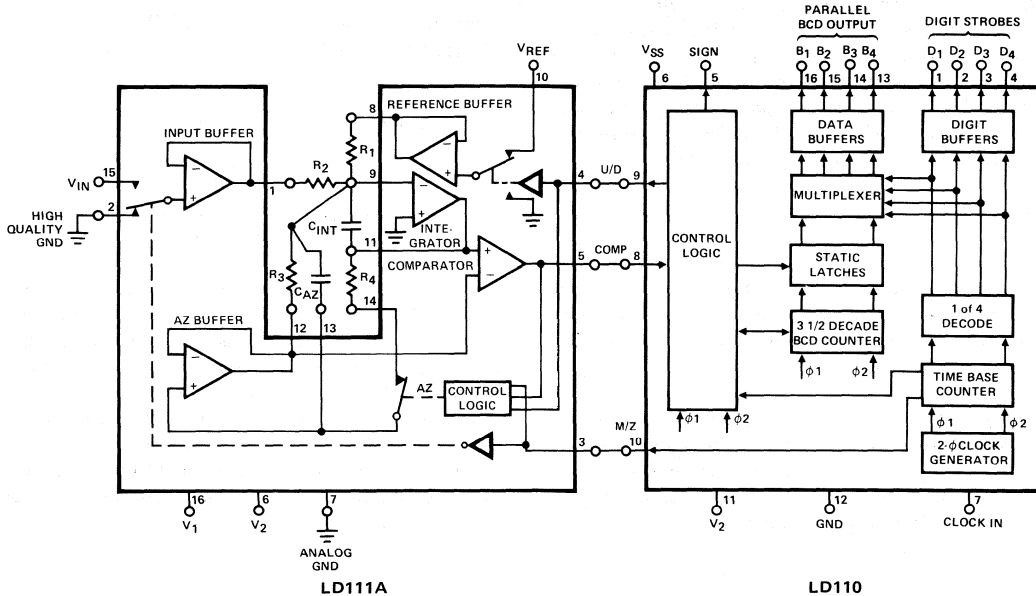 PARALLEL
BCD OUTPUT
DIGIT STROBES
B1 B2 B3 B4
D1 D2 D3 D4
VREF
VSS
SIGN
10
6
5
16 15 14 13
1 2 3 4
8
REFERENCE BUFFER
INPUT BUFFER
DATA
BUFFERS
DIGIT
BUFFERS
R1
R2
15
VIN
1
9
4
U/D
9
2
HIGH
QUALITY
GND
MULTIPLEXER
CINT
INTE-
GRATOR
11
CONTROL
LOGIC
COMPARATOR
5
COMP
8
STATIC
LATCHES
R3
CAZ
R4
14
12
13
1 of 4
DECODE
AZ BUFFER
3 1/2 DECADE
BCD COUNTER
ϕ1
ϕ2
TIME BASE
COUNTER
AZ
CONTROL
LOGIC
ϕ1
ϕ2
ϕ1
ϕ2
M/Z
3
10
2-ϕCLOCK
GENERATOR
16
V1
6
V2
7
ANALOG
GND
11
V2
12
GND
7
CLOCK IN
LD111A
LD110